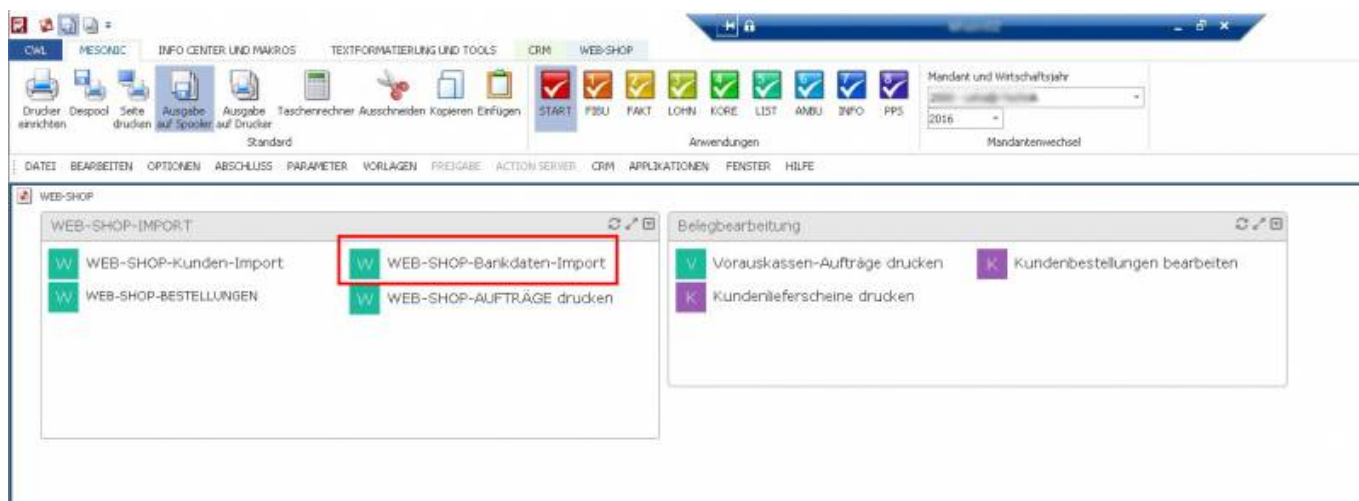 CWL MESONIC INFO CENTER UND MAKROS TEXTFORMATIERUNG UND TOOLS CRM WEB-SHOP
Drucker einrichten Despool Seite drucken Ausgabe auf Spooler Ausgabe auf Drucker Taschenrechner Ausschneiden Kopieren Einfügen START FIBU FAKT LOHN KORE LIST ANBU INFO PPS
Mandant und Wirtschaftsjahr
2016
Standard Anwendungen Mandantenwechsel
DATEI BEARBEITEN OPTIONEN ABSCHLUSS PARAMETER VORLAGEN FREIGABE ACTION SERVER CRM APPLIKATIONEN FENSTER HILFE
WEB-SHOP
WEB-SHOP-IMPORT Belegbearbeitung
W WEB-SHOP-Kunden-Import W WEB-SHOP-Bankdaten-Import V Vorauskassen-Aufträge drucken K Kundenbestellungen bearbeiten
W WEB-SHOP-BESTELLUNGEN W WEB-SHOP-AUFTRÄGE drucken K Kundenlieferscheine drucken